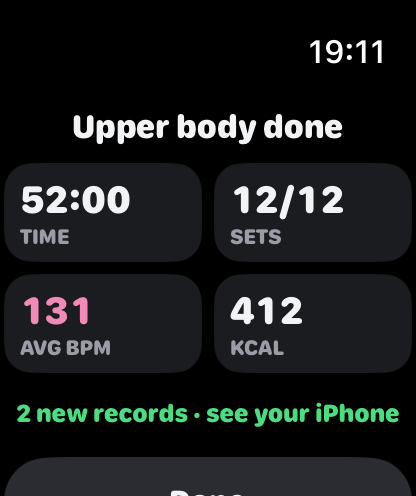 19:11
Upper body done
52:00
TIME
12/12
SETS
131
AVG BPM
412
KCAL
2 new records · see your iPhone
Done